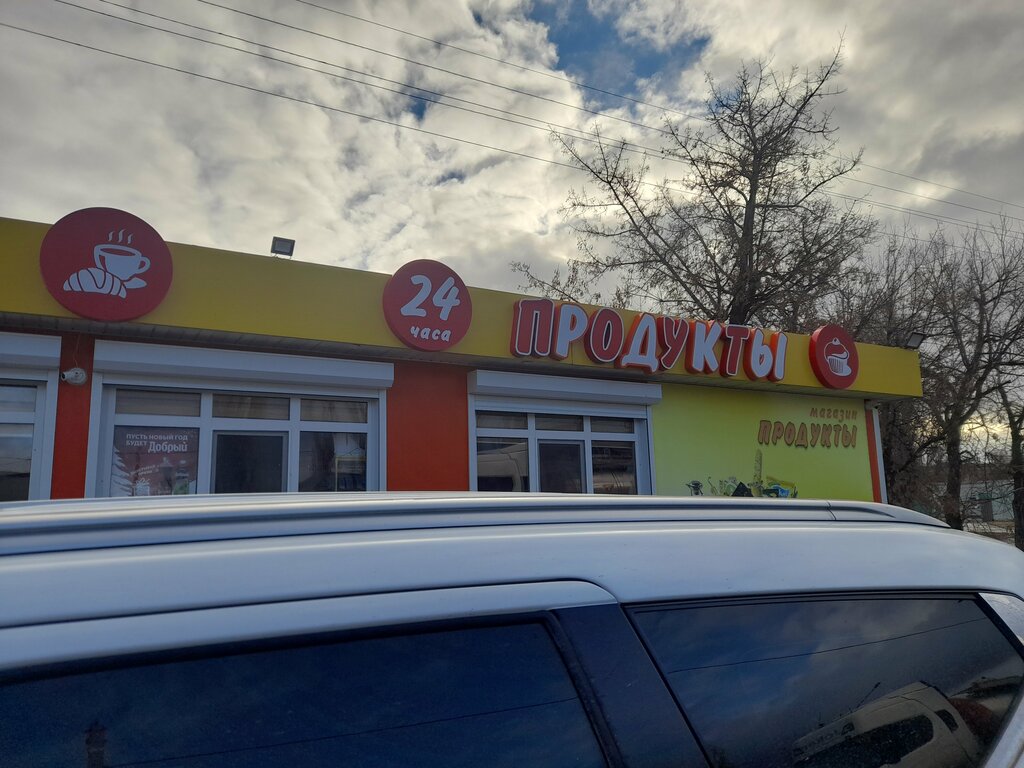 24
часа
ПРОДУКТЫ
магазин
ПРОДУКТЫ
ПУСТЬ НОВЫЙ ГОД
БУДЕТ Добрый